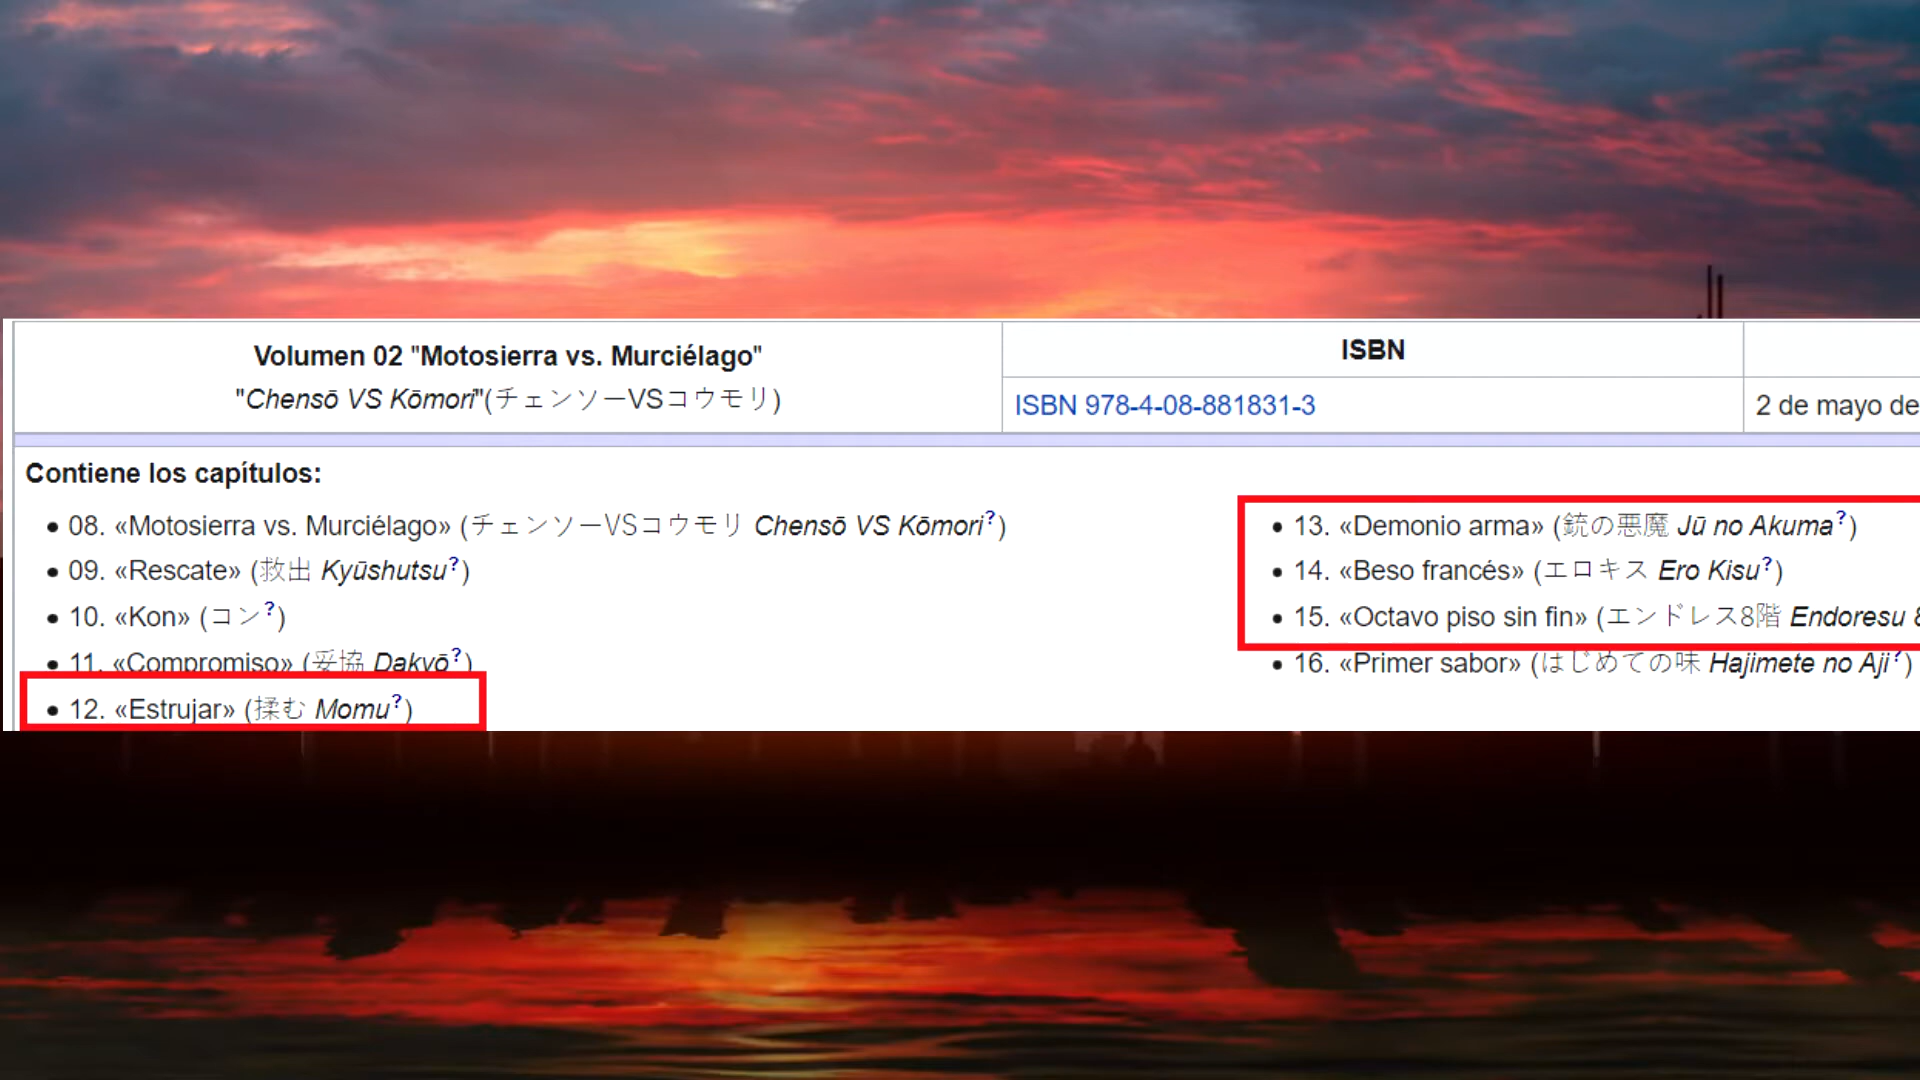 Volumen 02 "Motosierra vs. Murciélago"
"Chensō VS Kōmori"(チェンソーVSコウモリ)
ISBN
ISBN 978-4-08-881831-3
2 de mayo de
Contiene los capítulos:
08. «Motosierra vs. Murciélago» (チェンソーVSコウモリ Chensō VS Kōmori?)
09. «Rescate» (救出 Kyūshutsu?)
10. «Kon» (コン?)
11. «Compromiso» (妥協 Dakyō?)
12. «Estrujar» (揉む Momu?)
13. «Demonio arma» (銃の悪魔 Jū no Akuma?)
14. «Beso francés» (エロキス Ero Kisu?)
15. «Octavo piso sin fin» (エンドレス8階 Endoresu 8
16. «Primer sabor» (はじめての味 Hajimete no Aji?)